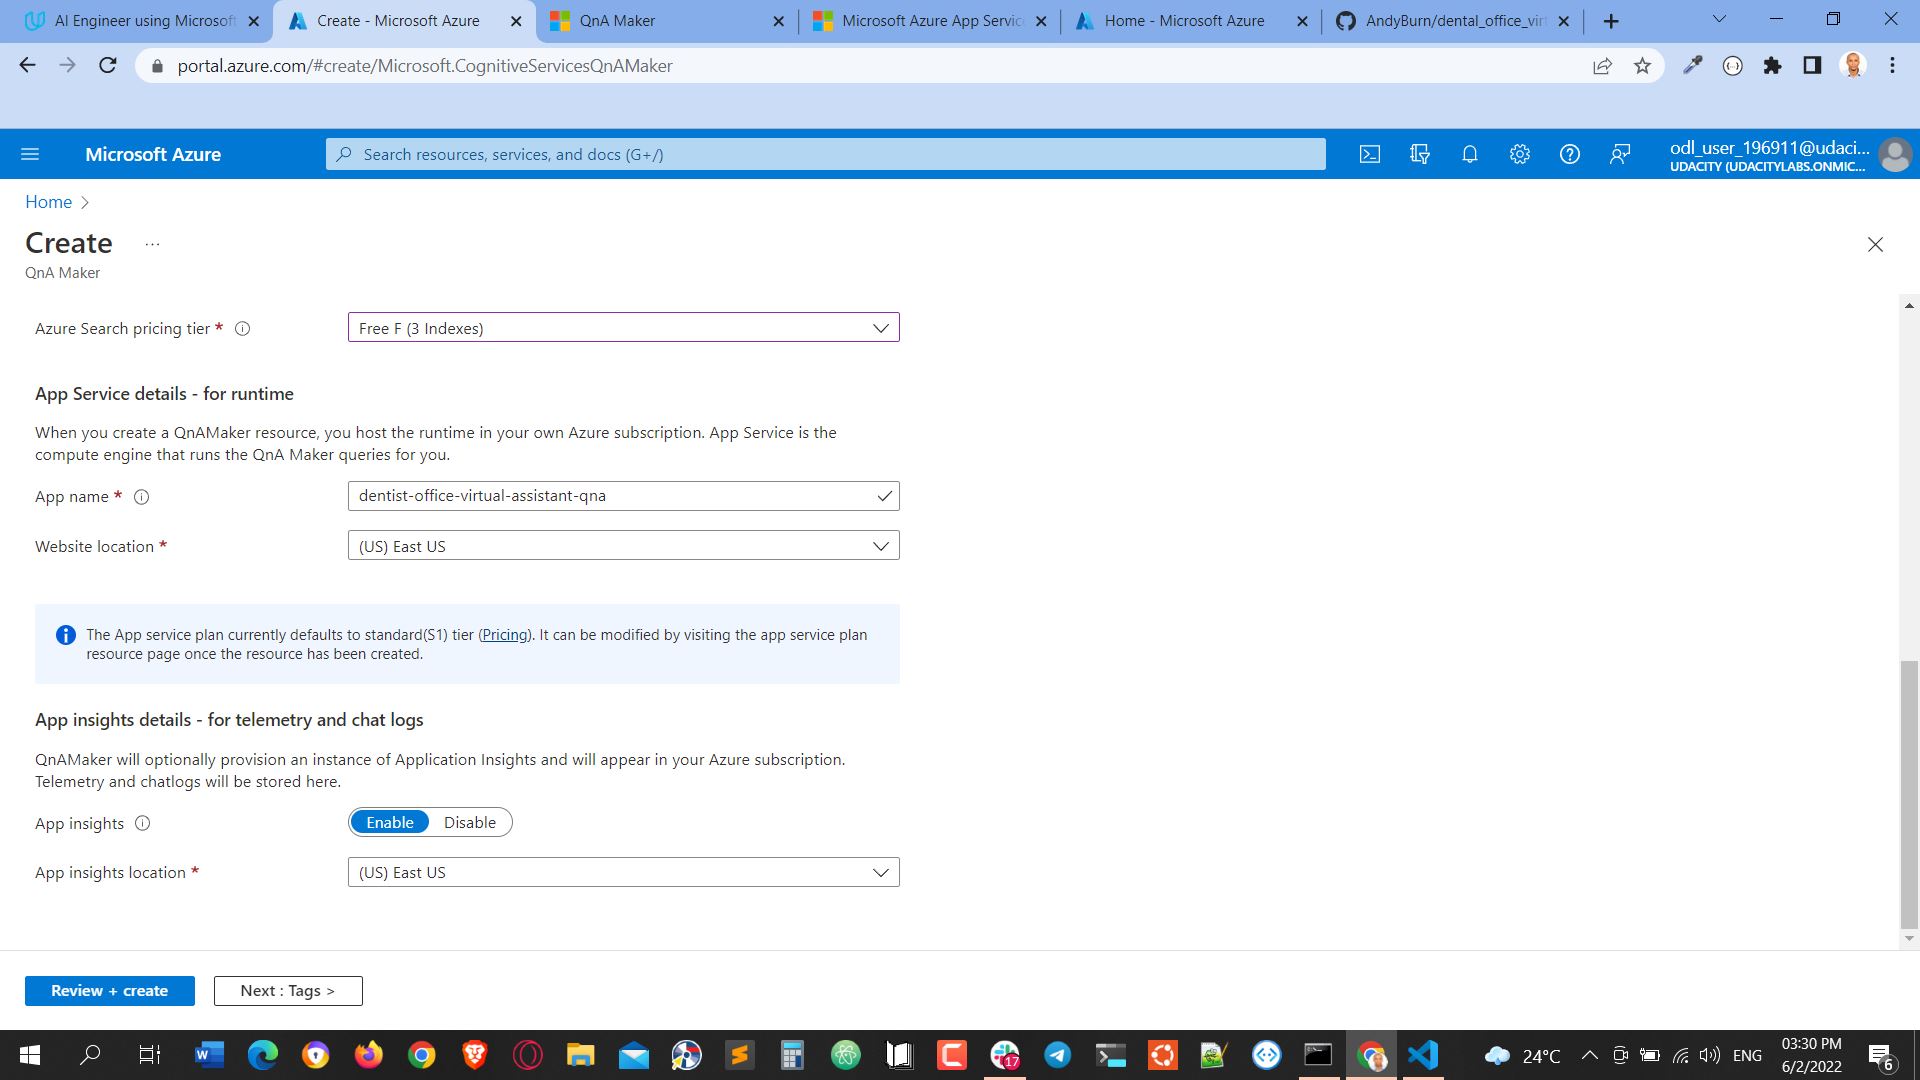 AI Engineer using Microsoft
Create - Microsoft Azure
QnA Maker
Microsoft Azure App Service
Home - Microsoft Azure
AndyBurn/dental_office_virt
portal.azure.com/#create/Microsoft.CognitiveServicesQnAMaker
Microsoft Azure
Search resources, services, and docs (G+/)
odl_user_196911@udaci...
UDACITY (UDACITYLABS.ONMIC...
Home
Create ...
QnA Maker
Azure Search pricing tier *
Free F (3 Indexes)
App Service details - for runtime
When you create a QnAMaker resource, you host the runtime in your own Azure subscription. App Service is the
compute engine that runs the QnA Maker queries for you.
App name *
dentist-office-virtual-assistant-qna
Website location *
(US) East US
The App service plan currently defaults to standard(S1) tier (Pricing). It can be modified by visiting the app service plan
resource page once the resource has been created.
App insights details - for telemetry and chat logs
QnAMaker will optionally provision an instance of Application Insights and will appear in your Azure subscription.
Telemetry and chatlogs will be stored here.
App insights
Enable Disable
App insights location *
(US) East US
Review + create
Next : Tags >
17
24°C
ENG
03:30 PM
6/2/2022
6